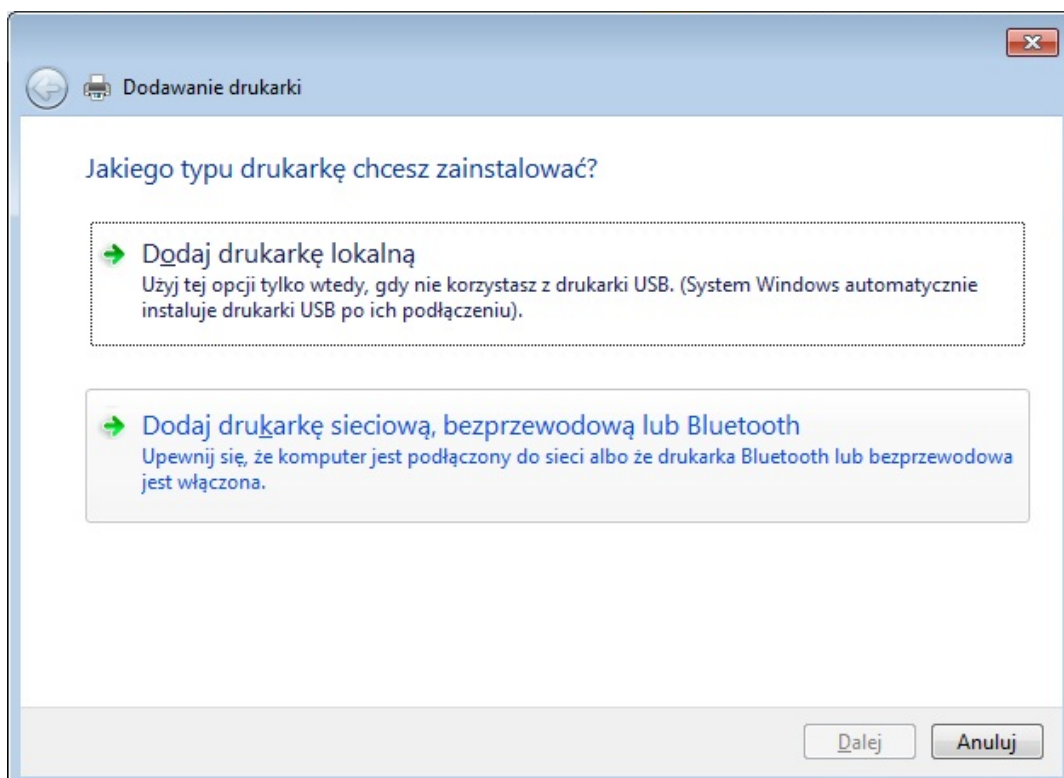 Dodawanie drukarki
Jakiego typu drukarkę chcesz zainstalować?
Dodaj drukarkę lokalną
Użyj tej opcji tylko wtedy, gdy nie korzystasz z drukarki USB. (System Windows automatycznie
instaluje drukarki USB po ich podłączeniu).
Dodaj drukarkę sieciową, bezprzewodową lub Bluetooth
Upewnij się, że komputer jest podłączony do sieci albo że drukarka Bluetooth lub bezprzewodowa
jest włączona.
Dalej
Anuluj